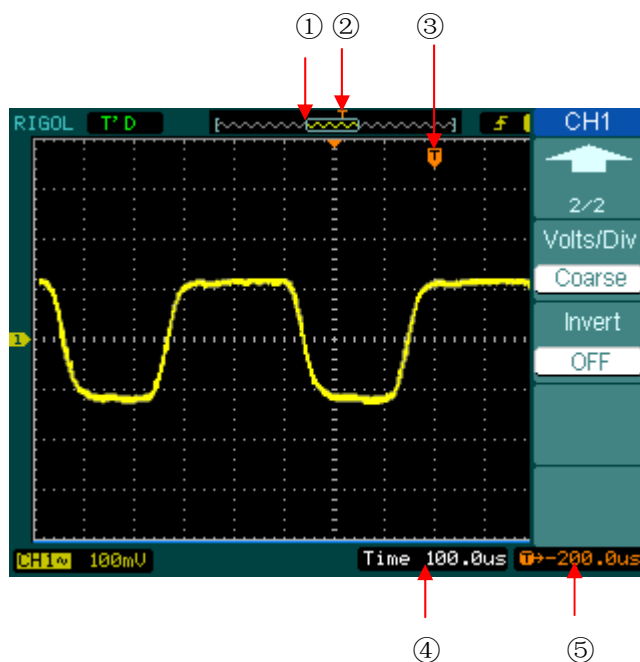 ① ② ③
RIGOL T'D T CH1
T
2/2
Volts/Div
Coarse
Invert
1
OFF
CH1~ 100mV Time 100.0us T→-200.0us
④ ⑤